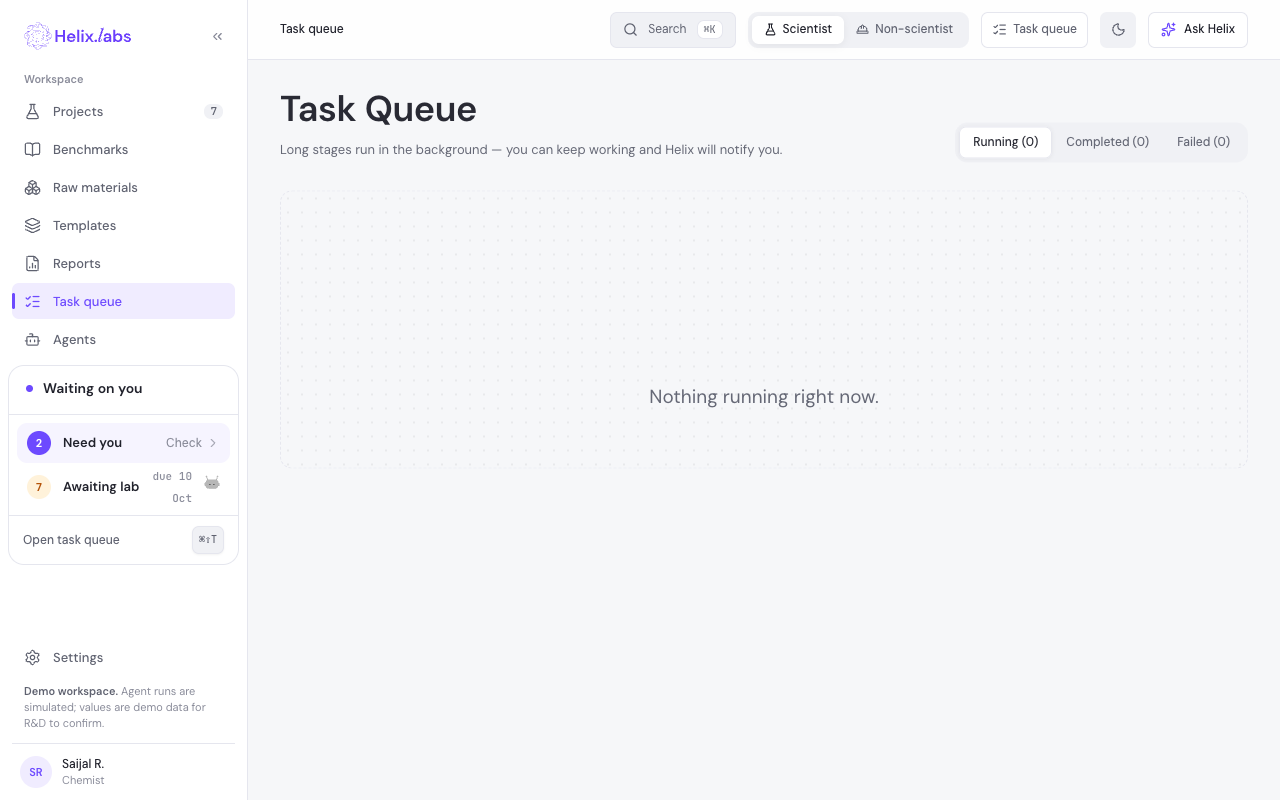 Helix.labs
Workspace
Projects 7
Benchmarks
Raw materials
Templates
Reports
Task queue
Agents
Waiting on you
2 Need you Check
7 Awaiting lab due 10 Oct
Open task queue ⌘⇧T
Settings
Demo workspace. Agent runs are
simulated; values are demo data for
R&D to confirm.
SR Saijal R.
Chemist
Task queue
Search ⌘K
Scientist
Non-scientist
Task queue
Ask Helix
Task Queue
Long stages run in the background — you can keep working and Helix will notify you.
Running (0) Completed (0) Failed (0)
Nothing running right now.